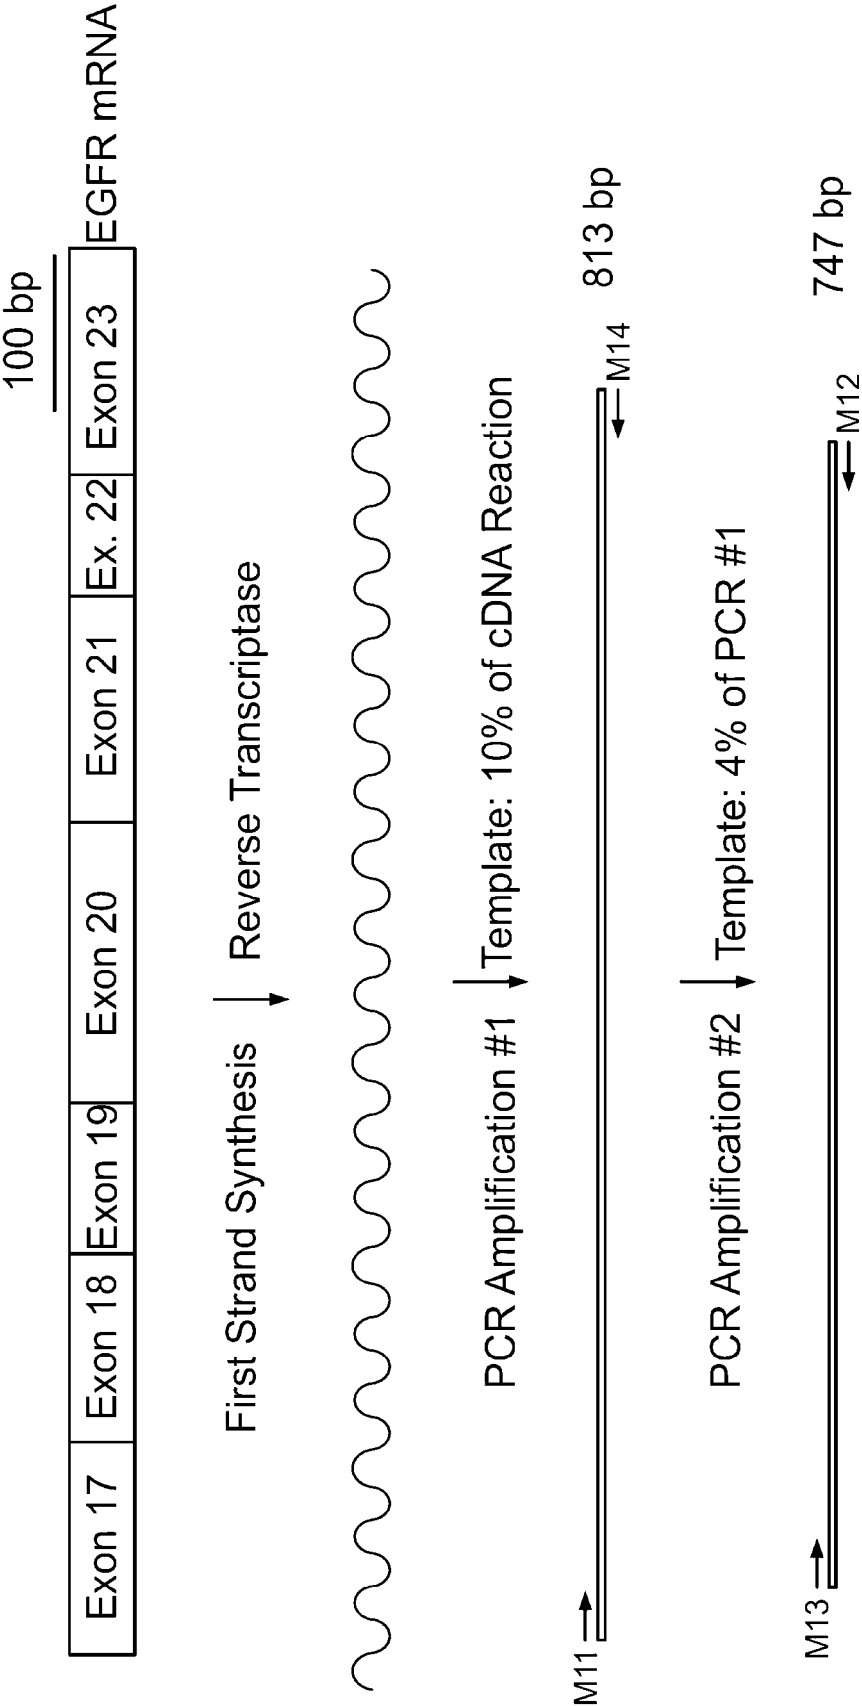 100 bp
Exon 17 Exon 18 Exon 19 Exon 20 Exon 21 Ex. 22 Exon 23 EGFR mRNA
First Strand Synthesis Reverse Transcriptase
PCR Amplification #1 Template: 10% of cDNA Reaction
M11 M14 813 bp
PCR Amplification #2 Template: 4% of PCR #1
M13 M12 747 bp